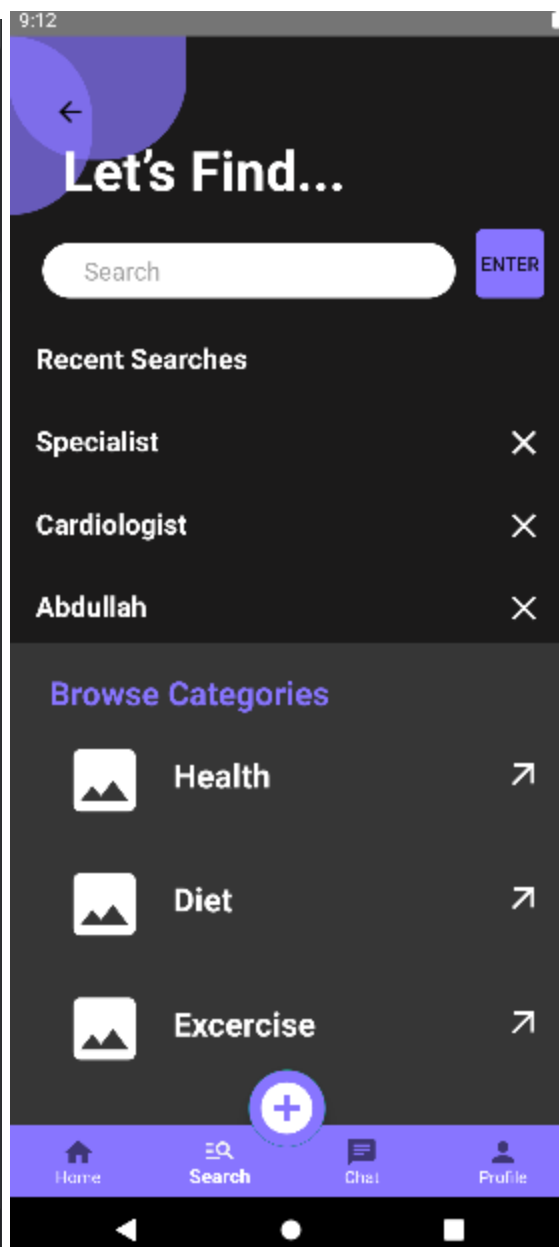 9:12
Let's Find...
Search
ENTER
Recent Searches
Specialist
Cardiologist
Abdullah
Browse Categories
Health
Diet
Excercise
Home
Search
Chat
Profile